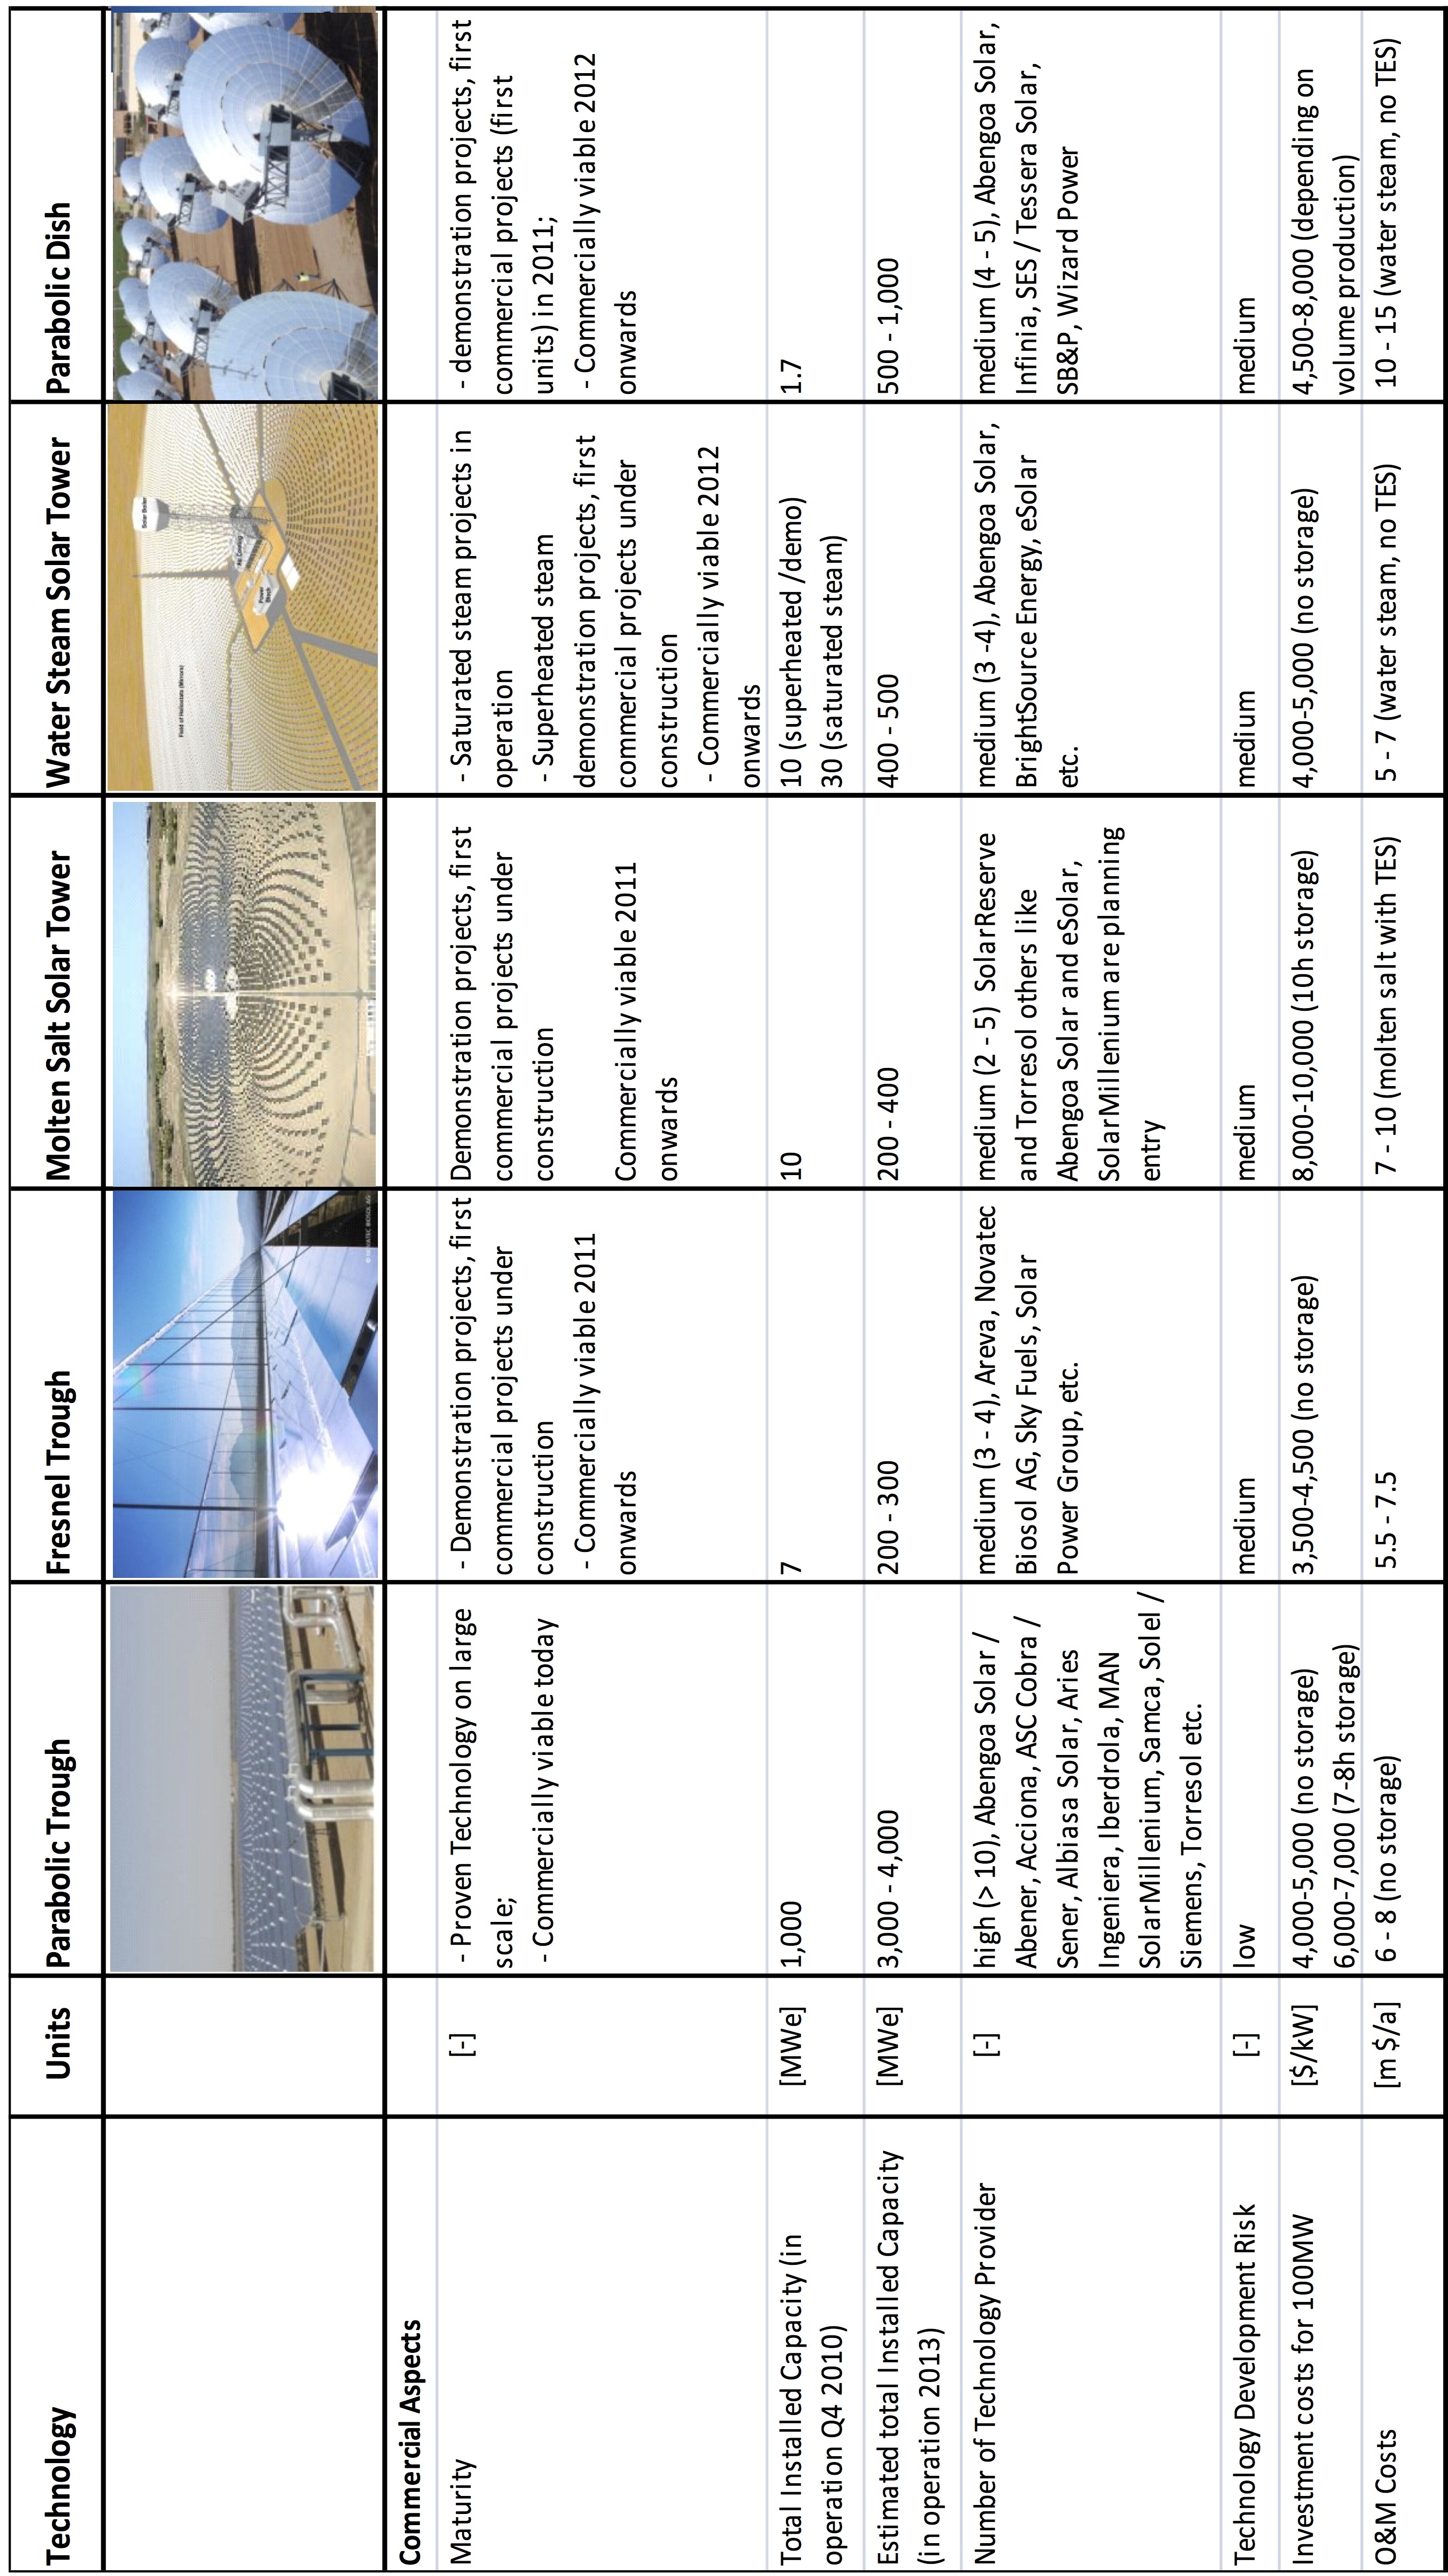 Technology
Units
Parabolic Trough
Fresnel Trough
Molten Salt Solar Tower
Water Steam Solar Tower
Parabolic Dish
© NOVATEC BIOSOL AG
Solar Boiler
Air Cooling
Power
Block
Field of Heliostats (Mirrors)
Commercial Aspects
Maturity
[-]
- Proven Technology on large
scale;
- Commercially viable today
- Demonstration projects, first
commercial projects under
construction
- Commercially viable 2011
onwards
Demonstration projects, first
commercial projects under
construction
Commercially viable 2011
onwards
- Saturated steam projects in
operation
- Superheated steam
demonstration projects, first
commercial projects under
construction
- Commercially viable 2012
onwards
- demonstration projects, first
commercial projects (first
units) in 2011;
- Commercially viable 2012
onwards
Total Installed Capacity (in
operation Q4 2010)
[MWe]
1,000
7
10
10 (superheated /demo)
30 (saturated steam)
1.7
Estimated total Installed Capacity
(in operation 2013)
[MWe]
3,000 - 4,000
200 - 300
200 - 400
400 - 500
500 - 1,000
Number of Technology Provider
[-]
high (> 10), Abengoa Solar /
Abener, Acciona, ASC Cobra /
Sener, Albiasa Solar, Aries
Ingeniera, Iberdrola, MAN
SolarMillenium, Samca, Solel /
Siemens, Torresol etc.
medium (3 - 4), Areva, Novatec
Biosol AG, Sky Fuels, Solar
Power Group, etc.
medium (2 - 5) SolarReserve
and Torresol others like
Abengoa Solar and eSolar,
SolarMillenium are planning
entry
medium (3 -4), Abengoa Solar,
BrightSource Energy, eSolar
etc.
medium (4 - 5), Abengoa Solar,
Infinia, SES / Tessera Solar,
SB&P, Wizard Power
Technology Development Risk
[-]
low
medium
medium
medium
medium
Investment costs for 100MW
[$/kW]
4,000-5,000 (no storage)
6,000-7,000 (7-8h storage)
3,500-4,500 (no storage)
8,000-10,000 (10h storage)
4,000-5,000 (no storage)
4,500-8,000 (depending on
volume production)
O&M Costs
[m $/a]
6 - 8 (no storage)
5.5 - 7.5
7 - 10 (molten salt with TES)
5 - 7 (water steam, no TES)
10 - 15 (water steam, no TES)